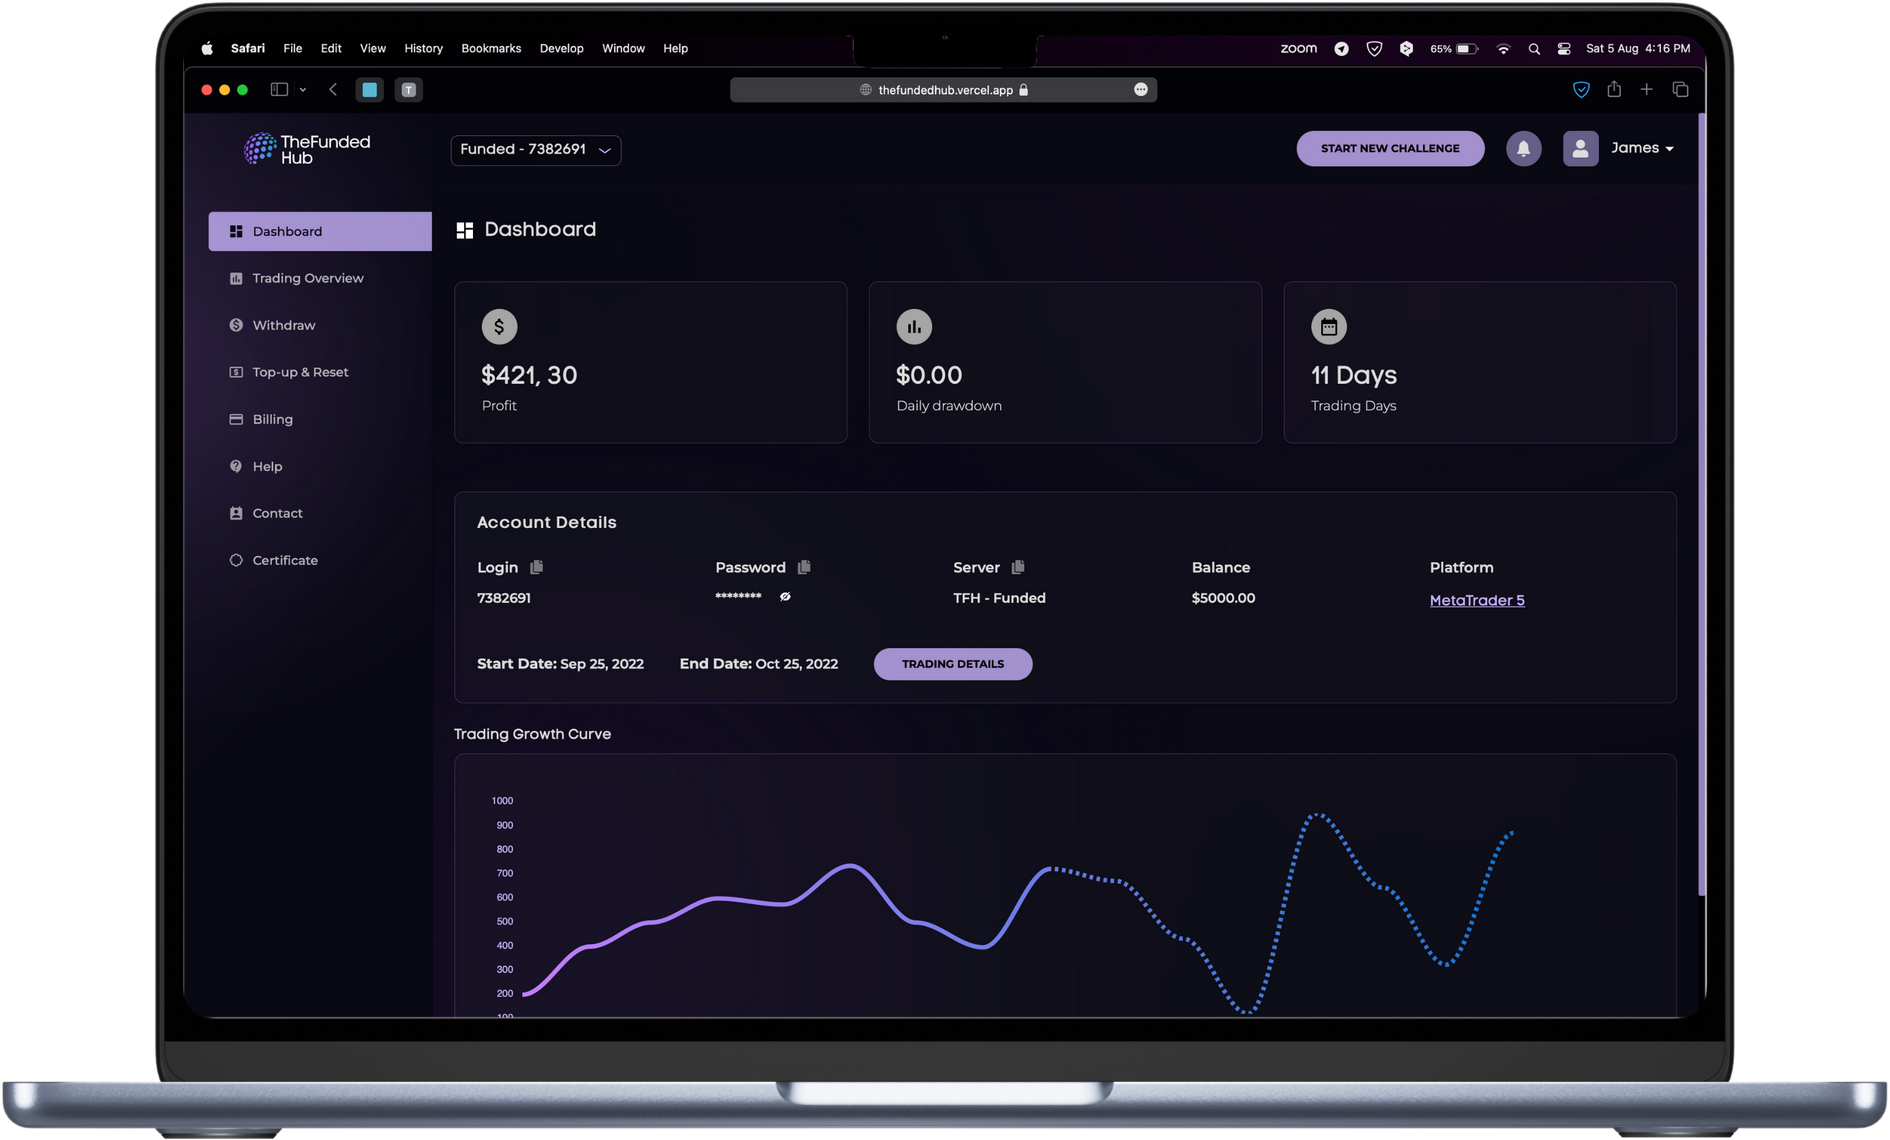 Safari File Edit View History Bookmarks Develop Window Help
zoom 65% Sat 5 Aug 4:16 PM
T
thefundedhub.vercel.app
TheFunded
Hub
Funded - 7382691
START NEW CHALLENGE
James
Dashboard
Trading Overview
Withdraw
Top-up & Reset
Billing
Help
Contact
Certificate
Dashboard
$421, 30
Profit
$0.00
Daily drawdown
11 Days
Trading Days
Account Details
Login Password Server Balance Platform
7382691 ******** TFH - Funded $5000.00 MetaTrader 5
Start Date: Sep 25, 2022 End Date: Oct 25, 2022 TRADING DETAILS
Trading Growth Curve
1000
900
800
700
600
500
400
300
200
100